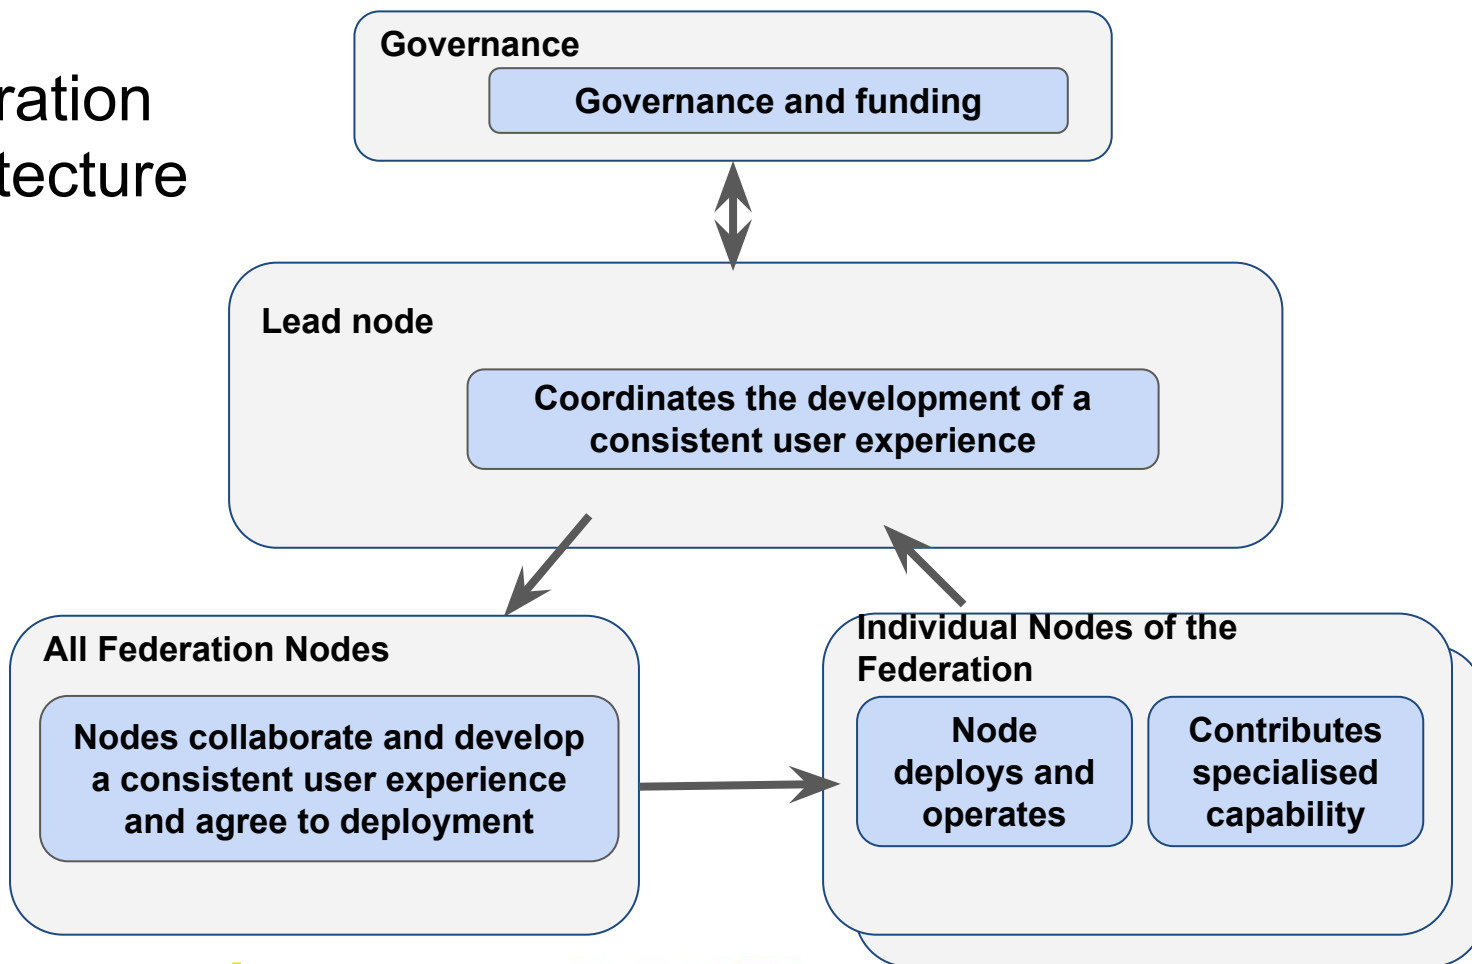 ration
tecture
Governance
Governance and funding
Lead node
Coordinates the development of a
consistent user experience
All Federation Nodes
Nodes collaborate and develop
a consistent user experience
and agree to deployment
Individual Nodes of the
Federation
Node
deploys and
operates
Contributes
specialised
capability